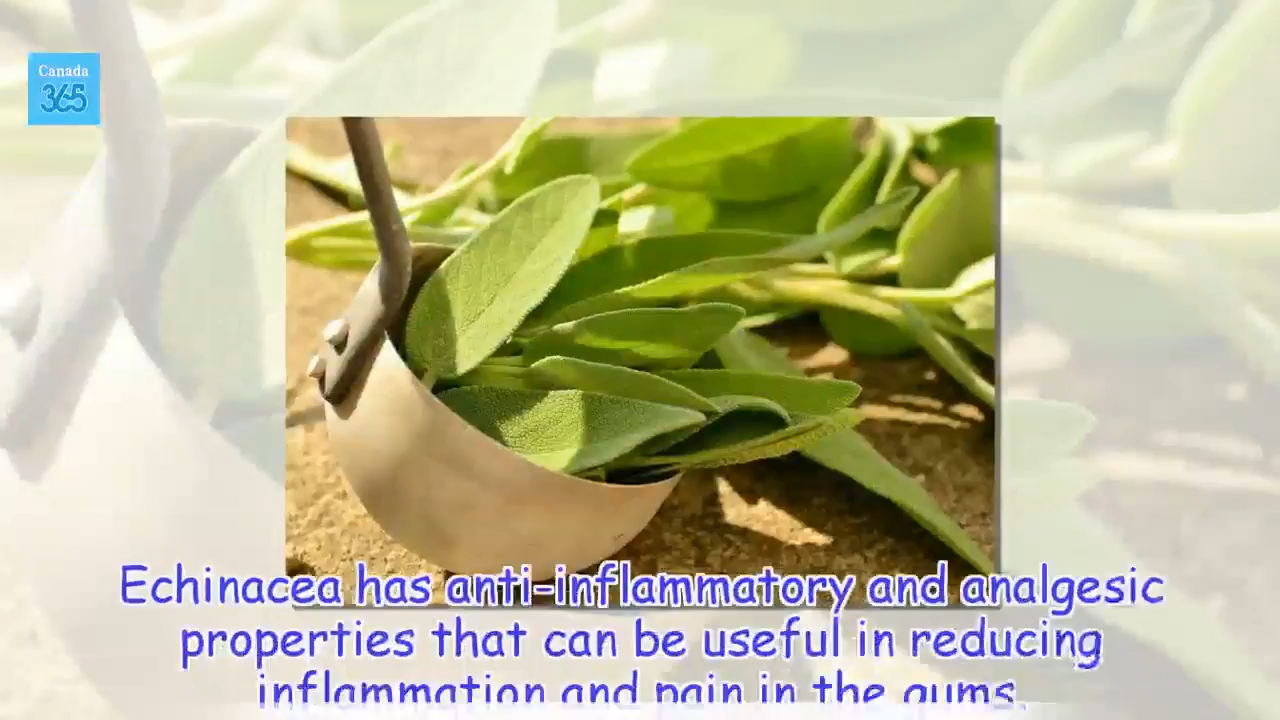 Canada
365
Echinacea has anti-inflammatory and analgesic
properties that can be useful in reducing
inflammation and pain in the gums.